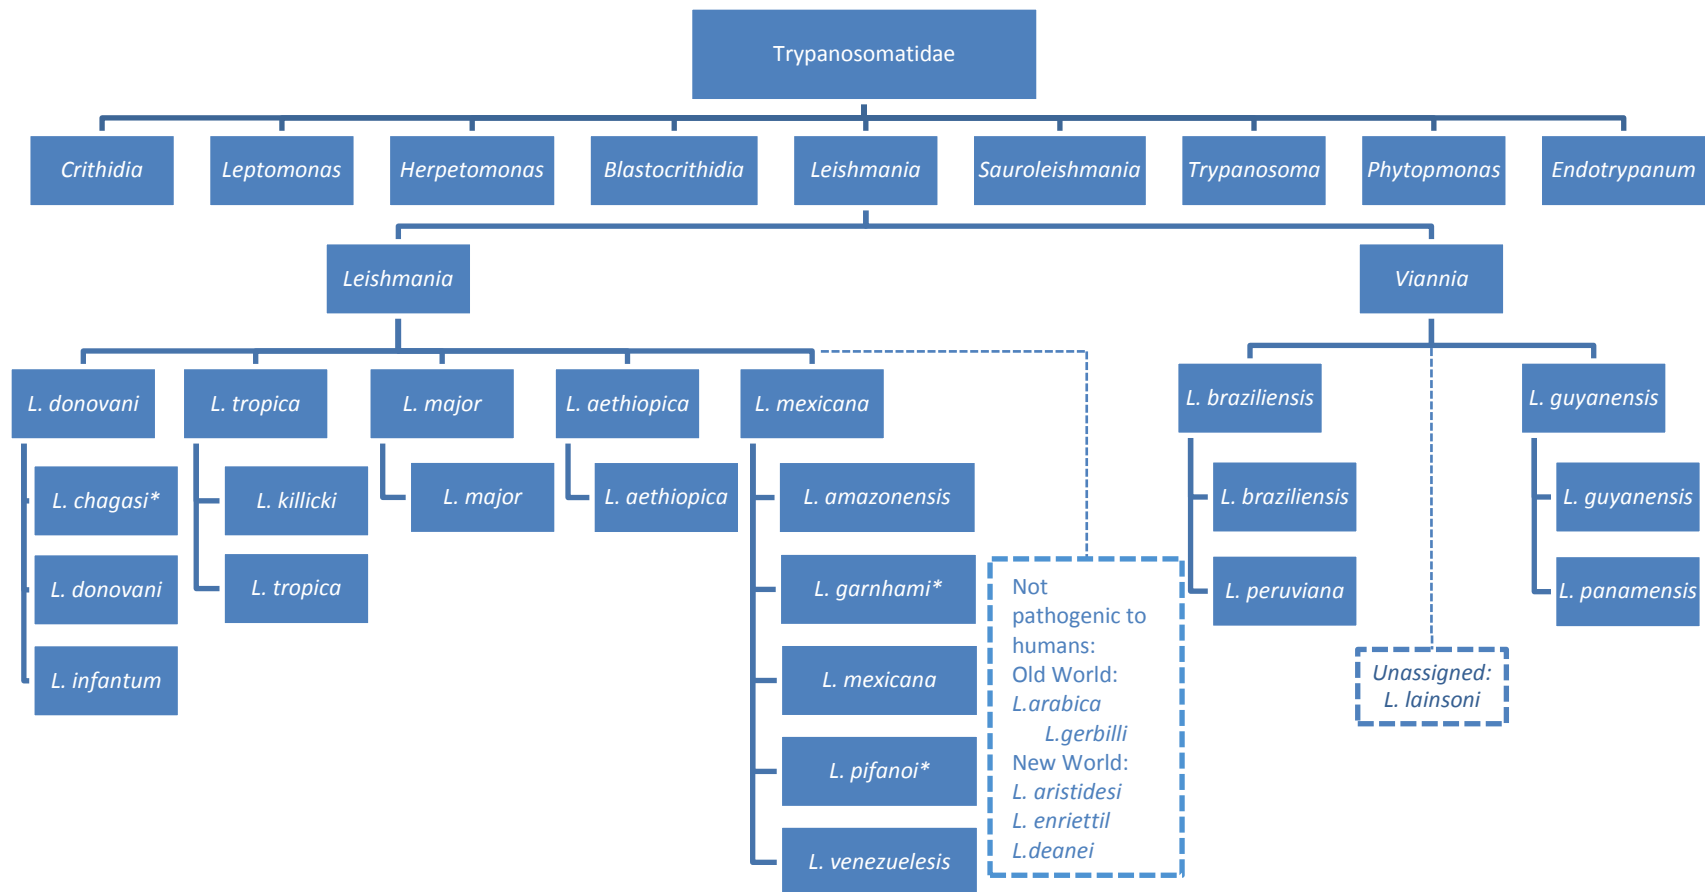 Trypanosomatidae
Crithidia
Leptomonas
Herpetomonas
Blastocrithidia
Leishmania
Sauroleishmania
Trypanosoma
Phytopmonas
Endotrypanum
Leishmania
Viannia
L. donovani
L. tropica
L. major
L. aethiopica
L. mexicana
L. braziliensis
L. guyanensis
L. chagasi*
L. donovani
L. infantum
L. killicki
L. tropica
L. major
L. aethiopica
L. amazonensis
L. garnhami*
L. mexicana
L. pifanoi*
L. venezuelesis
Not
pathogenic to
humans:
Old World:
L.arabica
L.gerbilli
New World:
L. aristidesi
L. enriettil
L.deanei
L. braziliensis
L. peruviana
Unassigned:
L. lainsoni
L. guyanensis
L. panamensis